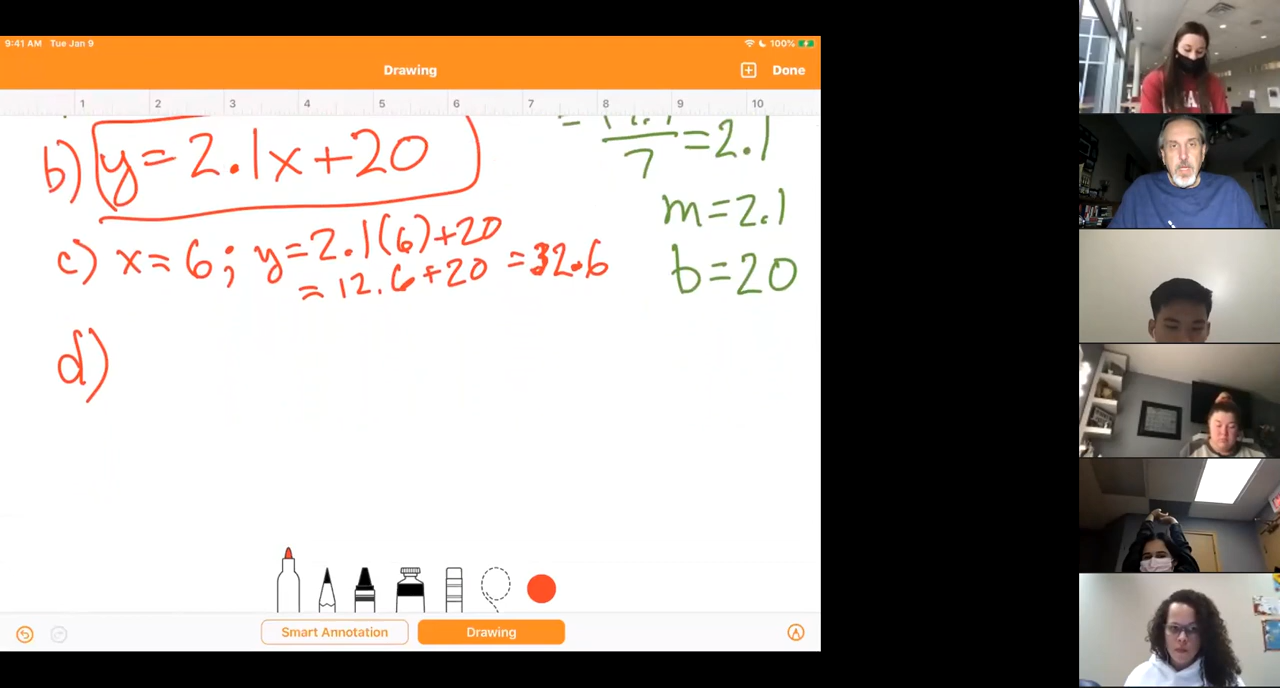 9:41 AM Tue Jan 9
100%
Drawing
Done
1 2 3 4 5 6 7 8 9 10
b) y=2.1x+20
= 7 =2.1
m=2.1
b=20
c) x=6; y=2.1(6)+20
=12.6+20 =32.6
d)
Smart Annotation
Drawing